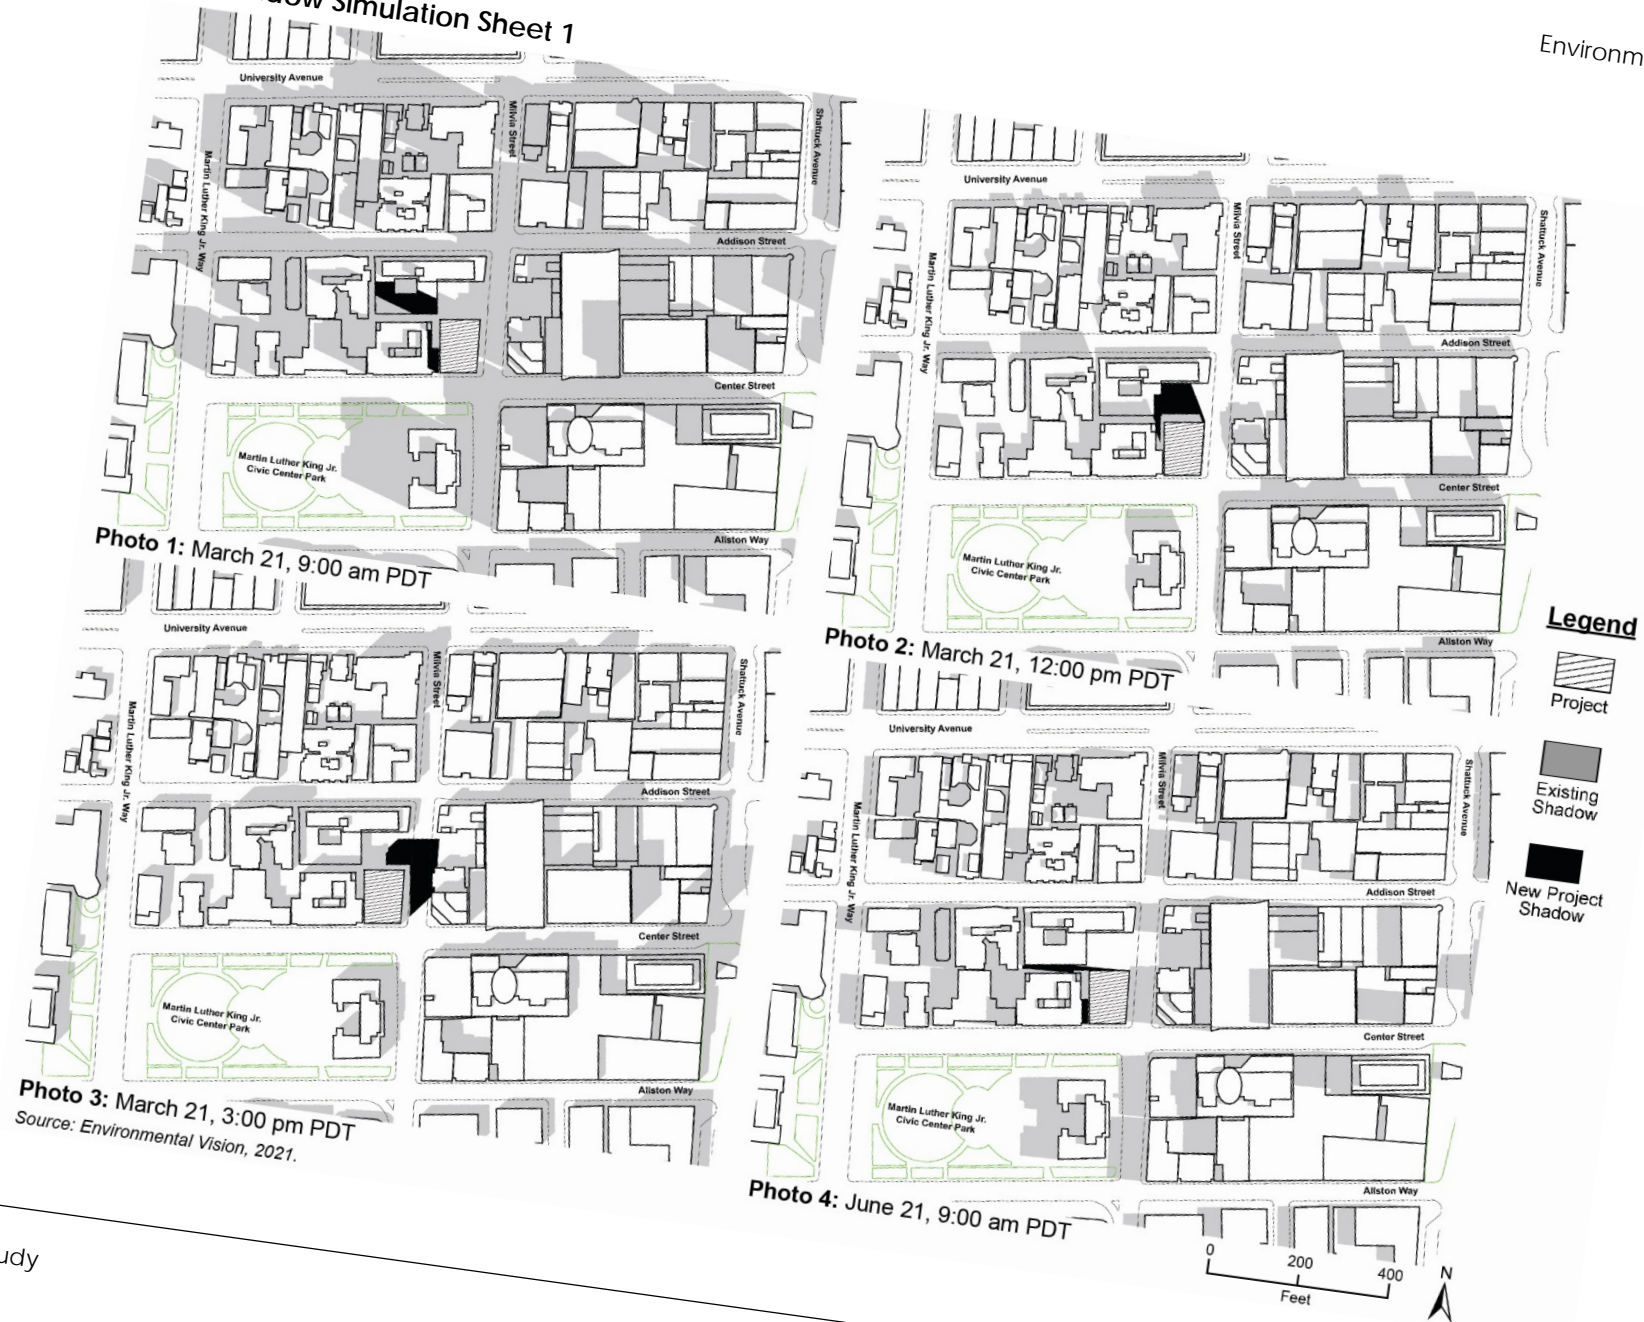 Simulation Sheet 1
Environm
University Avenue
Milvia Street
Shattuck Avenue
Martin Luther King Jr. Way
Addison Street
Center Street
Martin Luther King Jr.
Civic Center Park
Allston Way
Photo 1: March 21, 9:00 am PDT
University Avenue
Milvia Street
Shattuck Avenue
Martin Luther King Jr. Way
Addison Street
Center Street
Martin Luther King Jr.
Civic Center Park
Allston Way
Photo 2: March 21, 12:00 pm PDT
University Avenue
Milvia Street
Shattuck Avenue
Martin Luther King Jr. Way
Addison Street
Center Street
Martin Luther King Jr.
Civic Center Park
Allston Way
Photo 3: March 21, 3:00 pm PDT
Source: Environmental Vision, 2021.
University Avenue
Milvia Street
Shattuck Avenue
Martin Luther King Jr. Way
Addison Street
Center Street
Martin Luther King Jr.
Civic Center Park
Allston Way
Photo 4: June 21, 9:00 am PDT
Legend
Project
Existing
Shadow
New Project
Shadow
0 200 400
Feet
N
udy